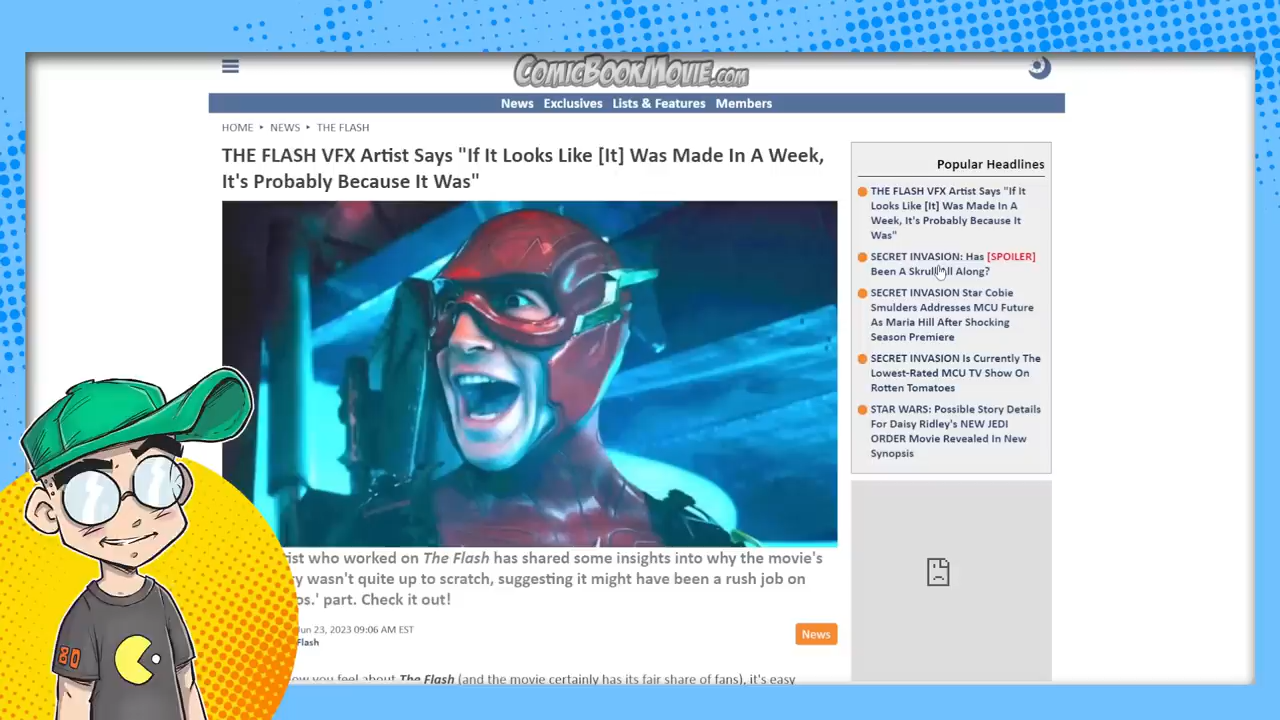 ComicBookMovie.com
News Exclusives Lists & Features Members
HOME ▸ NEWS ▸ THE FLASH
THE FLASH VFX Artist Says "If It Looks Like [It] Was Made In A Week,
It's Probably Because It Was"
Popular Headlines
THE FLASH VFX Artist Says "If It
Looks Like [It] Was Made In A
Week, It's Probably Because It
Was"
SECRET INVASION: Has [SPOILER]
Been A Skrull All Along?
SECRET INVASION Star Cobie
Smulders Addresses MCU Future
As Maria Hill After Shocking
Season Premiere
SECRET INVASION Is Currently The
Lowest-Rated MCU TV Show On
Rotten Tomatoes
STAR WARS: Possible Story Details
For Daisy Ridley's NEW JEDI
ORDER Movie Revealed In New
Synopsis
who worked on The Flash has shared some insights into why the movie's
wasn't quite up to scratch, suggesting it might have been a rush job on
part. Check it out!
23, 2023 09:06 AM EST
Flash
News
you feel about The Flash (and the movie certainly has its fair share of fans), it's easy
80